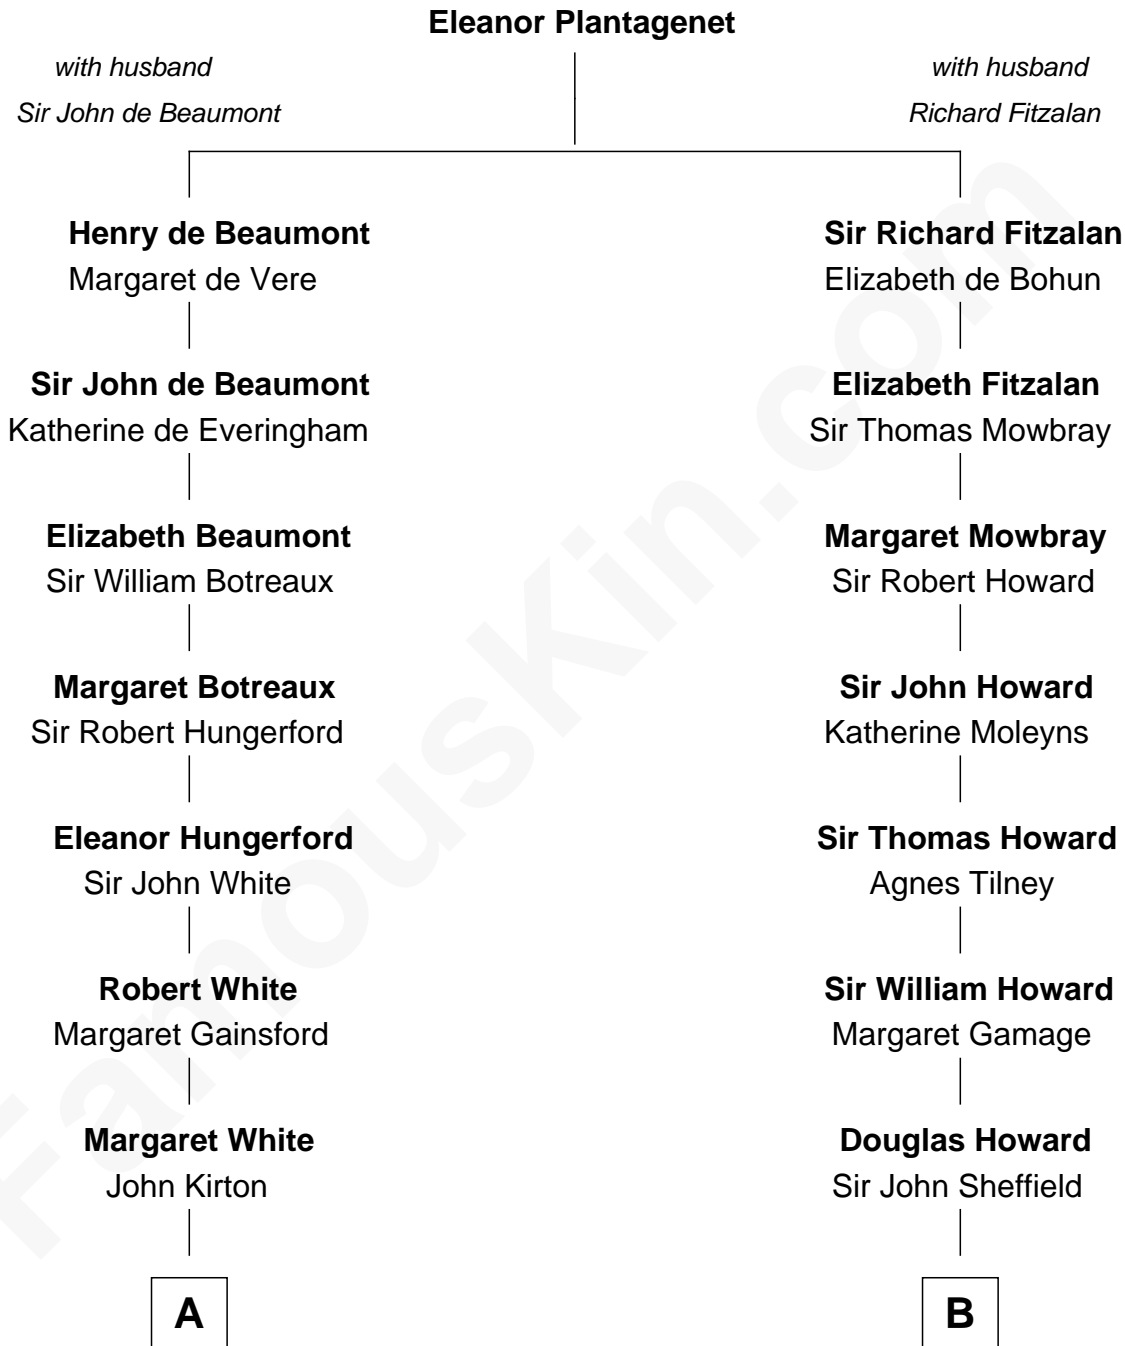 Eleanor Plantagenet
with husband
Sir John de Beaumont
with husband
Richard Fitzalan
Henry de Beaumont
Margaret de Vere
Sir John de Beaumont
Katherine de Everingham
Elizabeth Beaumont
Sir William Botreaux
Margaret Botreaux
Sir Robert Hungerford
Eleanor Hungerford
Sir John White
Robert White
Margaret Gainsford
Margaret White
John Kirton
A
Sir Richard Fitzalan
Elizabeth de Bohun
Elizabeth Fitzalan
Sir Thomas Mowbray
Margaret Mowbray
Sir Robert Howard
Sir John Howard
Katherine Moleyns
Sir Thomas Howard
Agnes Tilney
Sir William Howard
Margaret Gamage
Douglas Howard
Sir John Sheffield
B
FamousKin.com